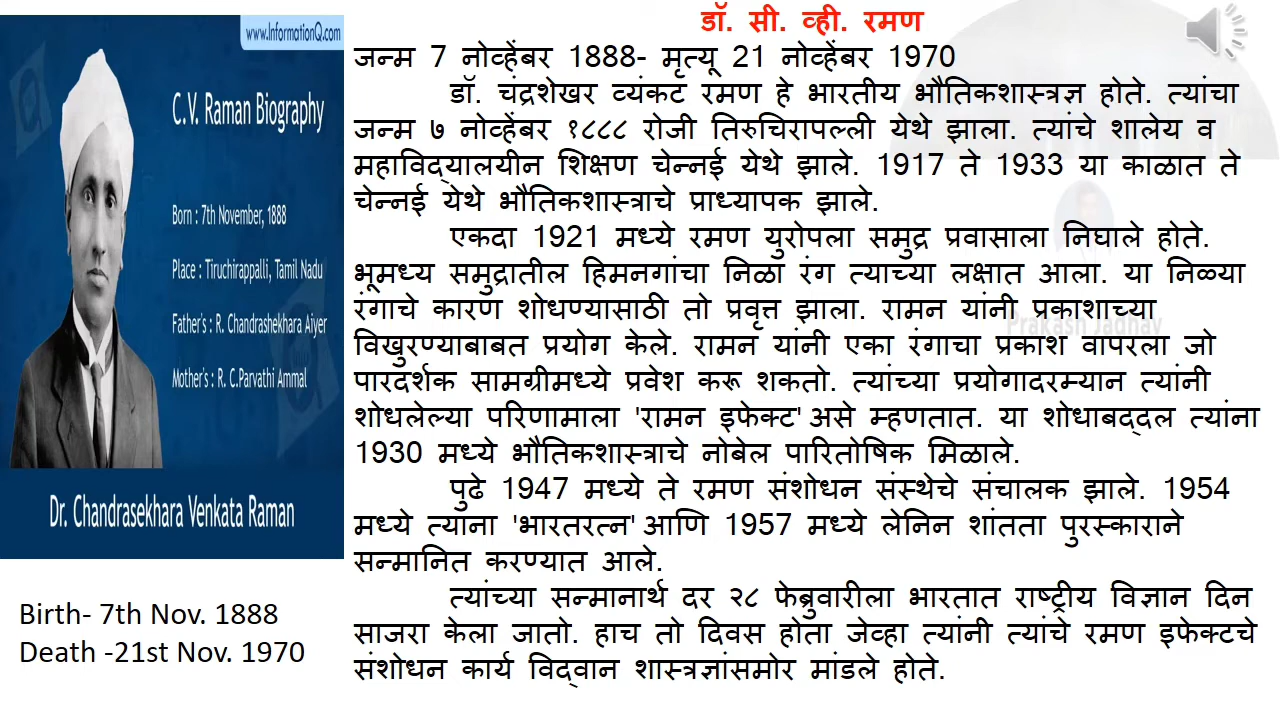 www.InformationQ.com
C.V. Raman Biography
Born : 7th November, 1888
Place : Tiruchirappalli, Tamil Nadu
Father's : R. Chandrashekhara Aiyer
Mother's : R. C.Parvathi Ammal
Dr. Chandrasekhara Venkata Raman
Birth- 7th Nov. 1888
Death -21st Nov. 1970
डॉ. सी. व्ही. रमण
जन्म 7 नोव्हेंबर 1888- मृत्यू 21 नोव्हेंबर 1970
डॉ. चंद्रशेखर व्यंकट रमण हे भारतीय भौतिकशास्त्रज्ञ होते. त्यांचा
जन्म ७ नोव्हेंबर १८८८ रोजी तिरुचिरापल्ली येथे झाला. त्यांचे शालेय व
महाविद्‌यालयीन शिक्षण चेन्नई येथे झाले. 1917 ते 1933 या काळात ते
चेन्नई येथे भौतिकशास्त्राचे प्राध्यापक झाले.
एकदा 1921 मध्ये रमण युरोपला समुद्र प्रवासाला निघाले होते.
भूमध्य समुद्रातील हिमनगांचा निळा रंग त्याच्या लक्षात आला. या निळ्या
रंगाचे कारण शोधण्यासाठी तो प्रवृत्त झाला. रामन यांनी प्रकाशाच्या
विखुरण्याबाबत प्रयोग केले. रामन यांनी एका रंगाचा प्रकाश वापरला जो
पारदर्शक सामग्रीमध्ये प्रवेश करू शकतो. त्यांच्या प्रयोगादरम्यान त्यांनी
शोधलेल्या परिणामाला 'रामन इफेक्ट' असे म्हणतात. या शोधाबद्‌दल त्यांना
1930 मध्ये भौतिकशास्त्राचे नोबेल पारितोषिक मिळाले.
पुढे 1947 मध्ये ते रमण संशोधन संस्थेचे संचालक झाले. 1954
मध्ये त्यांना 'भारतरत्न' आणि 1957 मध्ये लेनिन शांतता पुरस्काराने
सन्मानित करण्यात आले.
त्यांच्या सन्मानार्थ दर २८ फेब्रुवारीला भारतात राष्ट्रीय विज्ञान दिन
साजरा केला जातो. हाच तो दिवस होता जेव्हा त्यांनी त्यांचे रमण इफेक्टचे
संशोधन कार्य विद्‌वान शास्त्रज्ञांसमोर मांडले होते.
Prakash Jadhav